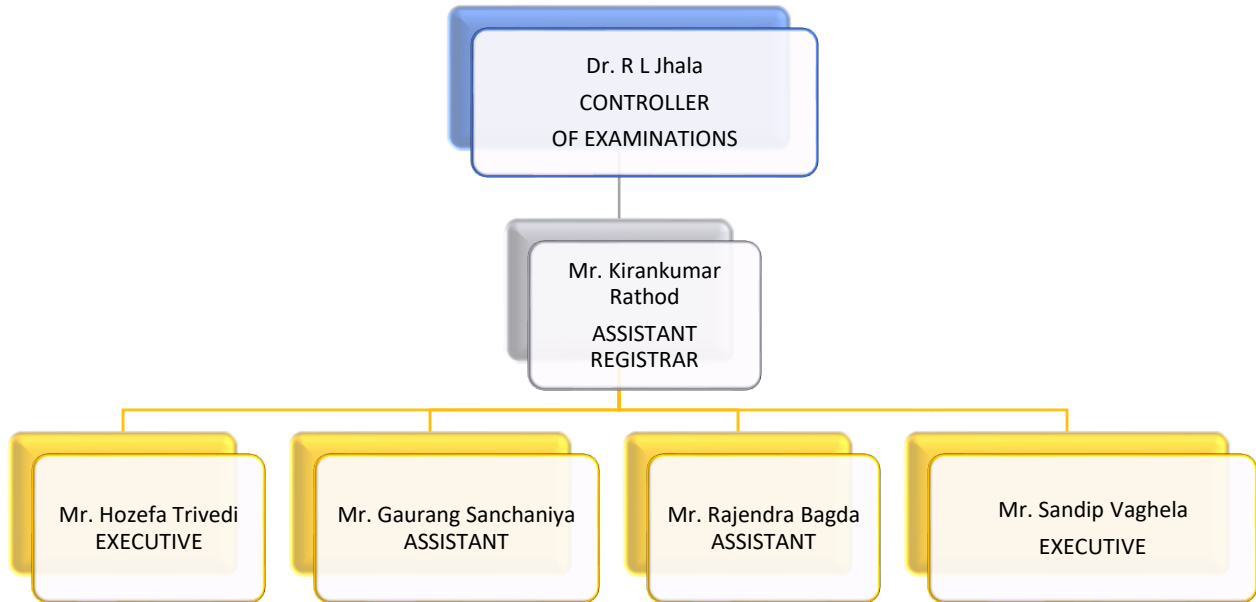 Dr. R L Jhala
CONTROLLER
OF EXAMINATIONS
Mr. Kirankumar
Rathod
ASSISTANT
REGISTRAR
Mr. Hozefa Trivedi
EXECUTIVE
Mr. Gaurang Sanchaniya
ASSISTANT
Mr. Rajendra Bagda
ASSISTANT
Mr. Sandip Vaghela
EXECUTIVE